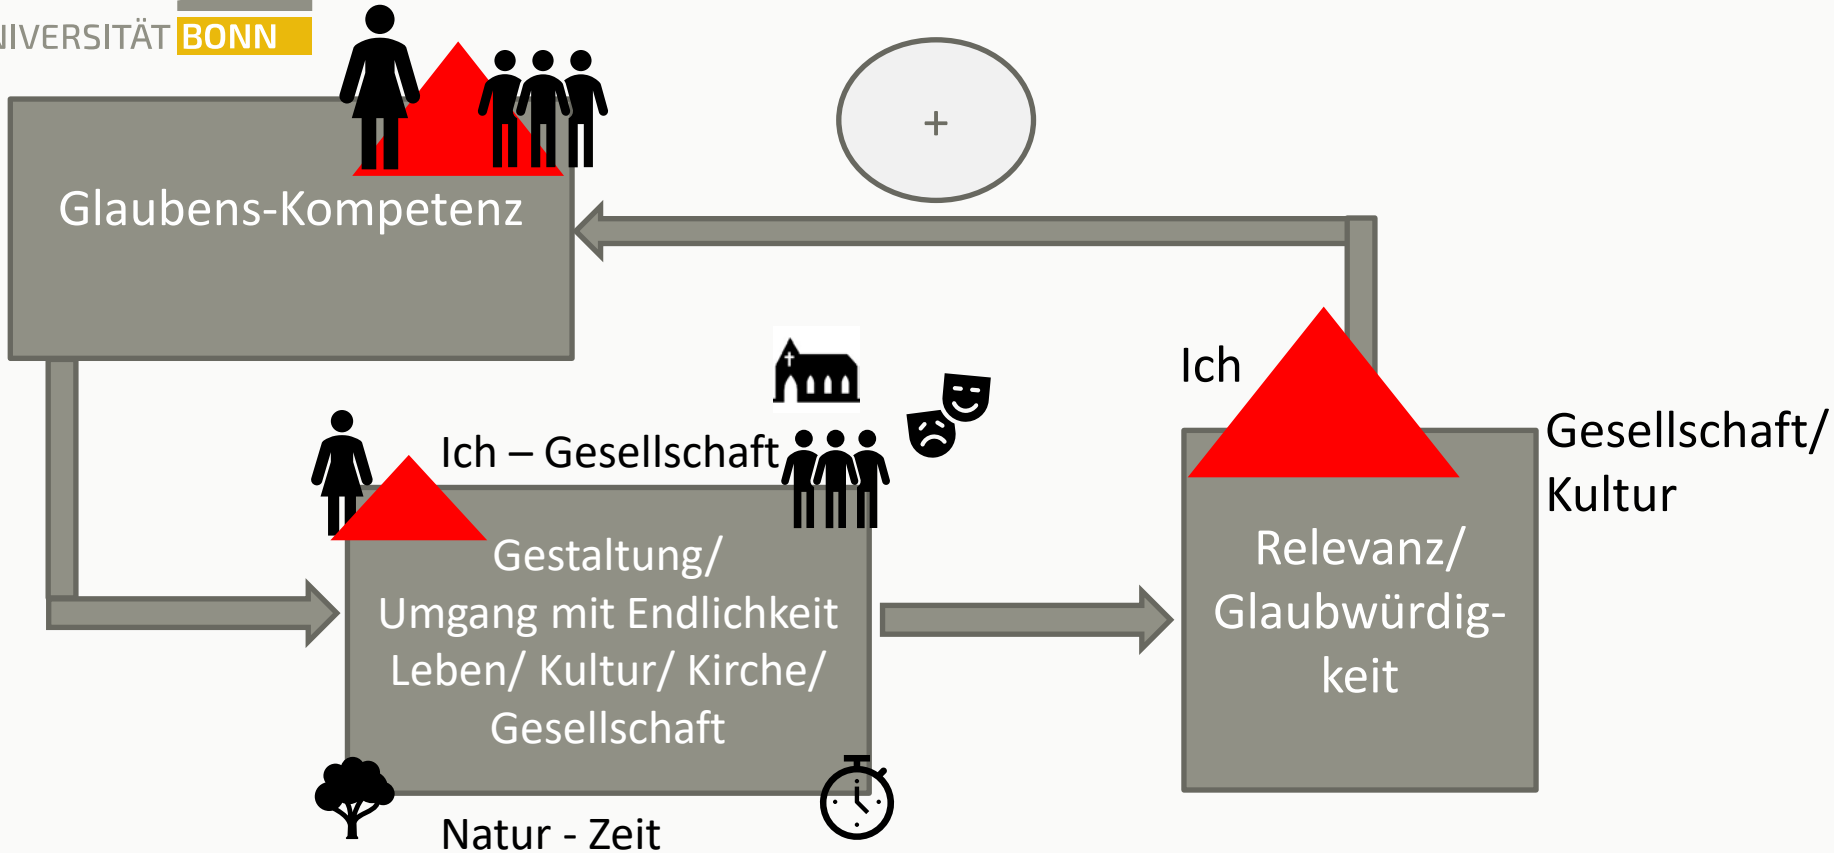 NIVERSITÄT BONN
+
Glaubens-Kompetenz
Ich
Gesellschaft/
Kultur
Ich – Gesellschaft
Gestaltung/
Umgang mit Endlichkeit
Leben/ Kultur/ Kirche/
Gesellschaft
Relevanz/
Glaubwürdig-
keit
Natur - Zeit